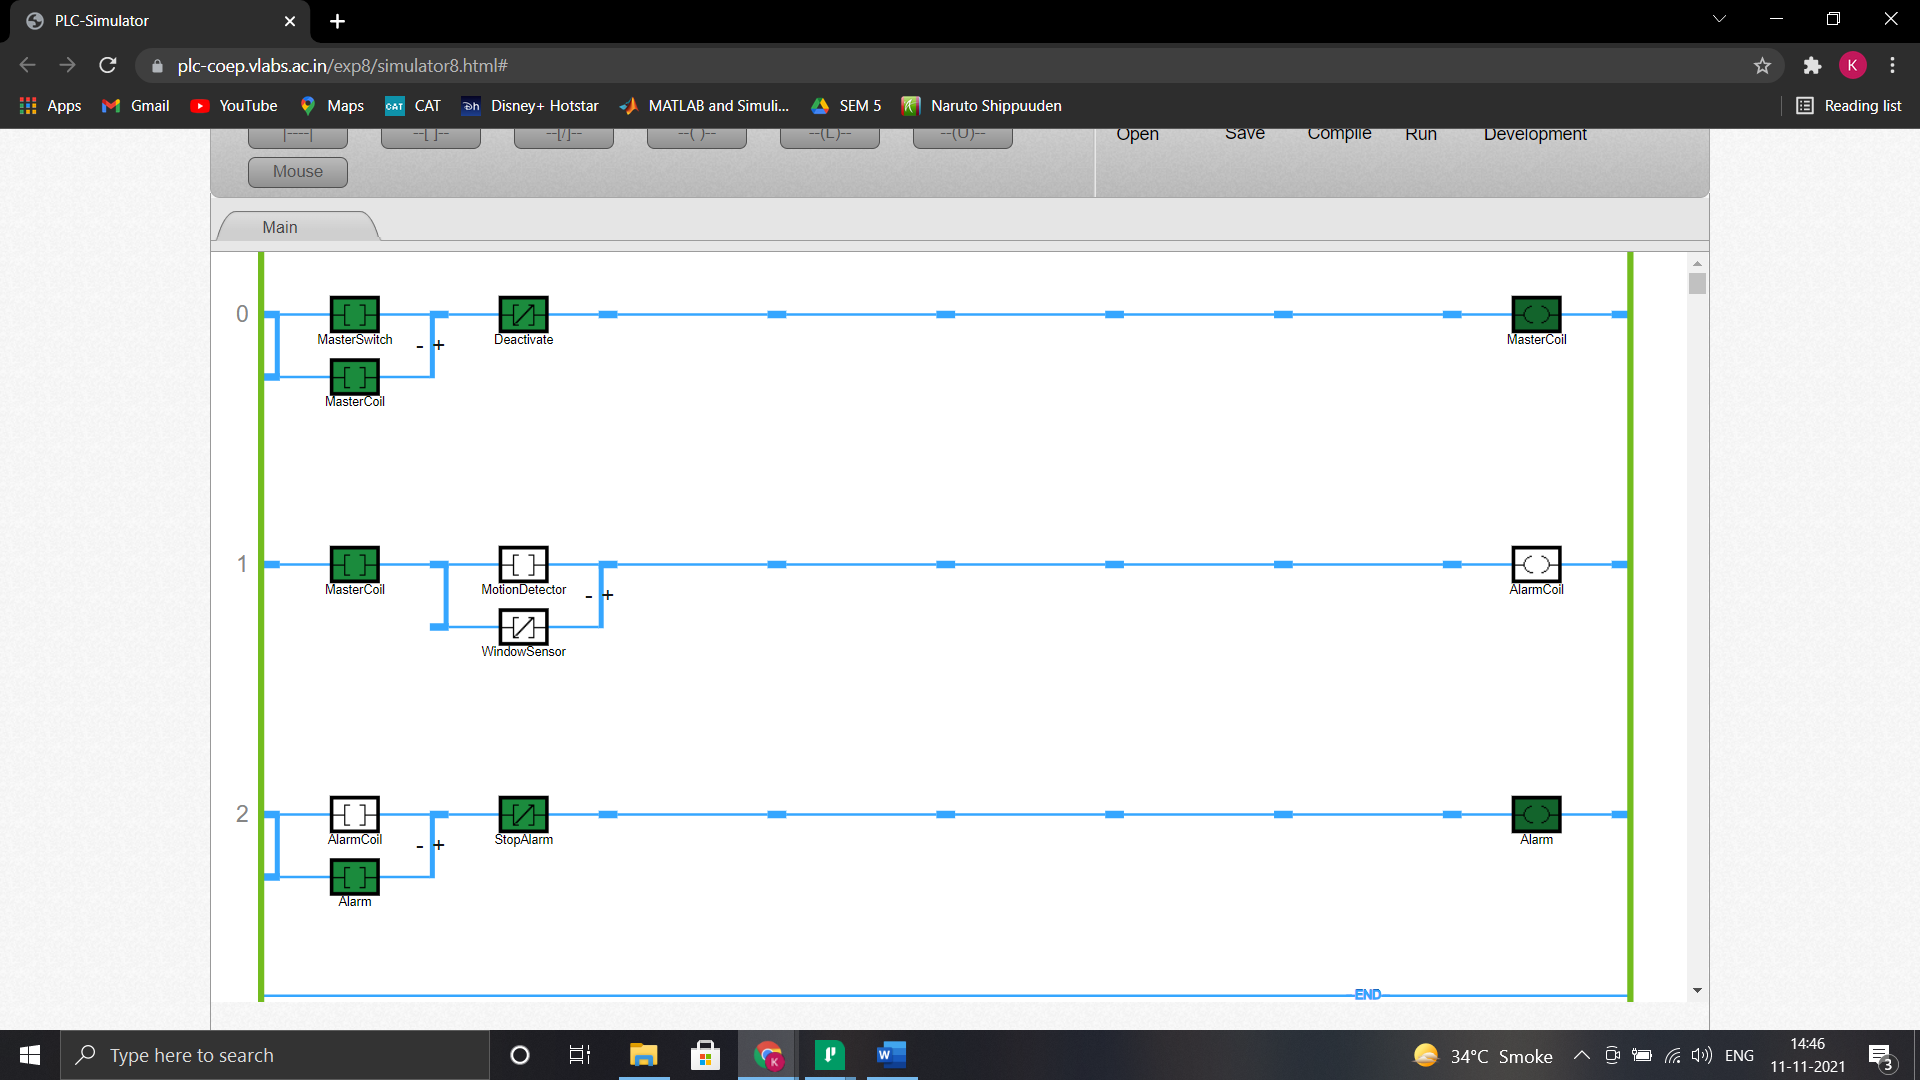 PLC-Simulator
plc-coep.vlabs.ac.in/exp8/simulator8.html#
K
Apps Gmail YouTube Maps CAT CAT Dh Disney+ Hotstar MATLAB and Simuli... SEM 5 Naruto Shippuuden Reading list
|----| --[ ]-- --[/]-- --( )-- --(L)-- --(U)-- Open Save Compile Run Development
Mouse
Main
0
MasterSwitch - + Deactivate MasterCoil
MasterCoil
1
MasterCoil MotionDetector - + AlarmCoil
WindowSensor
2
AlarmCoil - + StopAlarm Alarm
Alarm
END
Type here to search K W 34°C Smoke ENG 14:46
11-11-2021 3